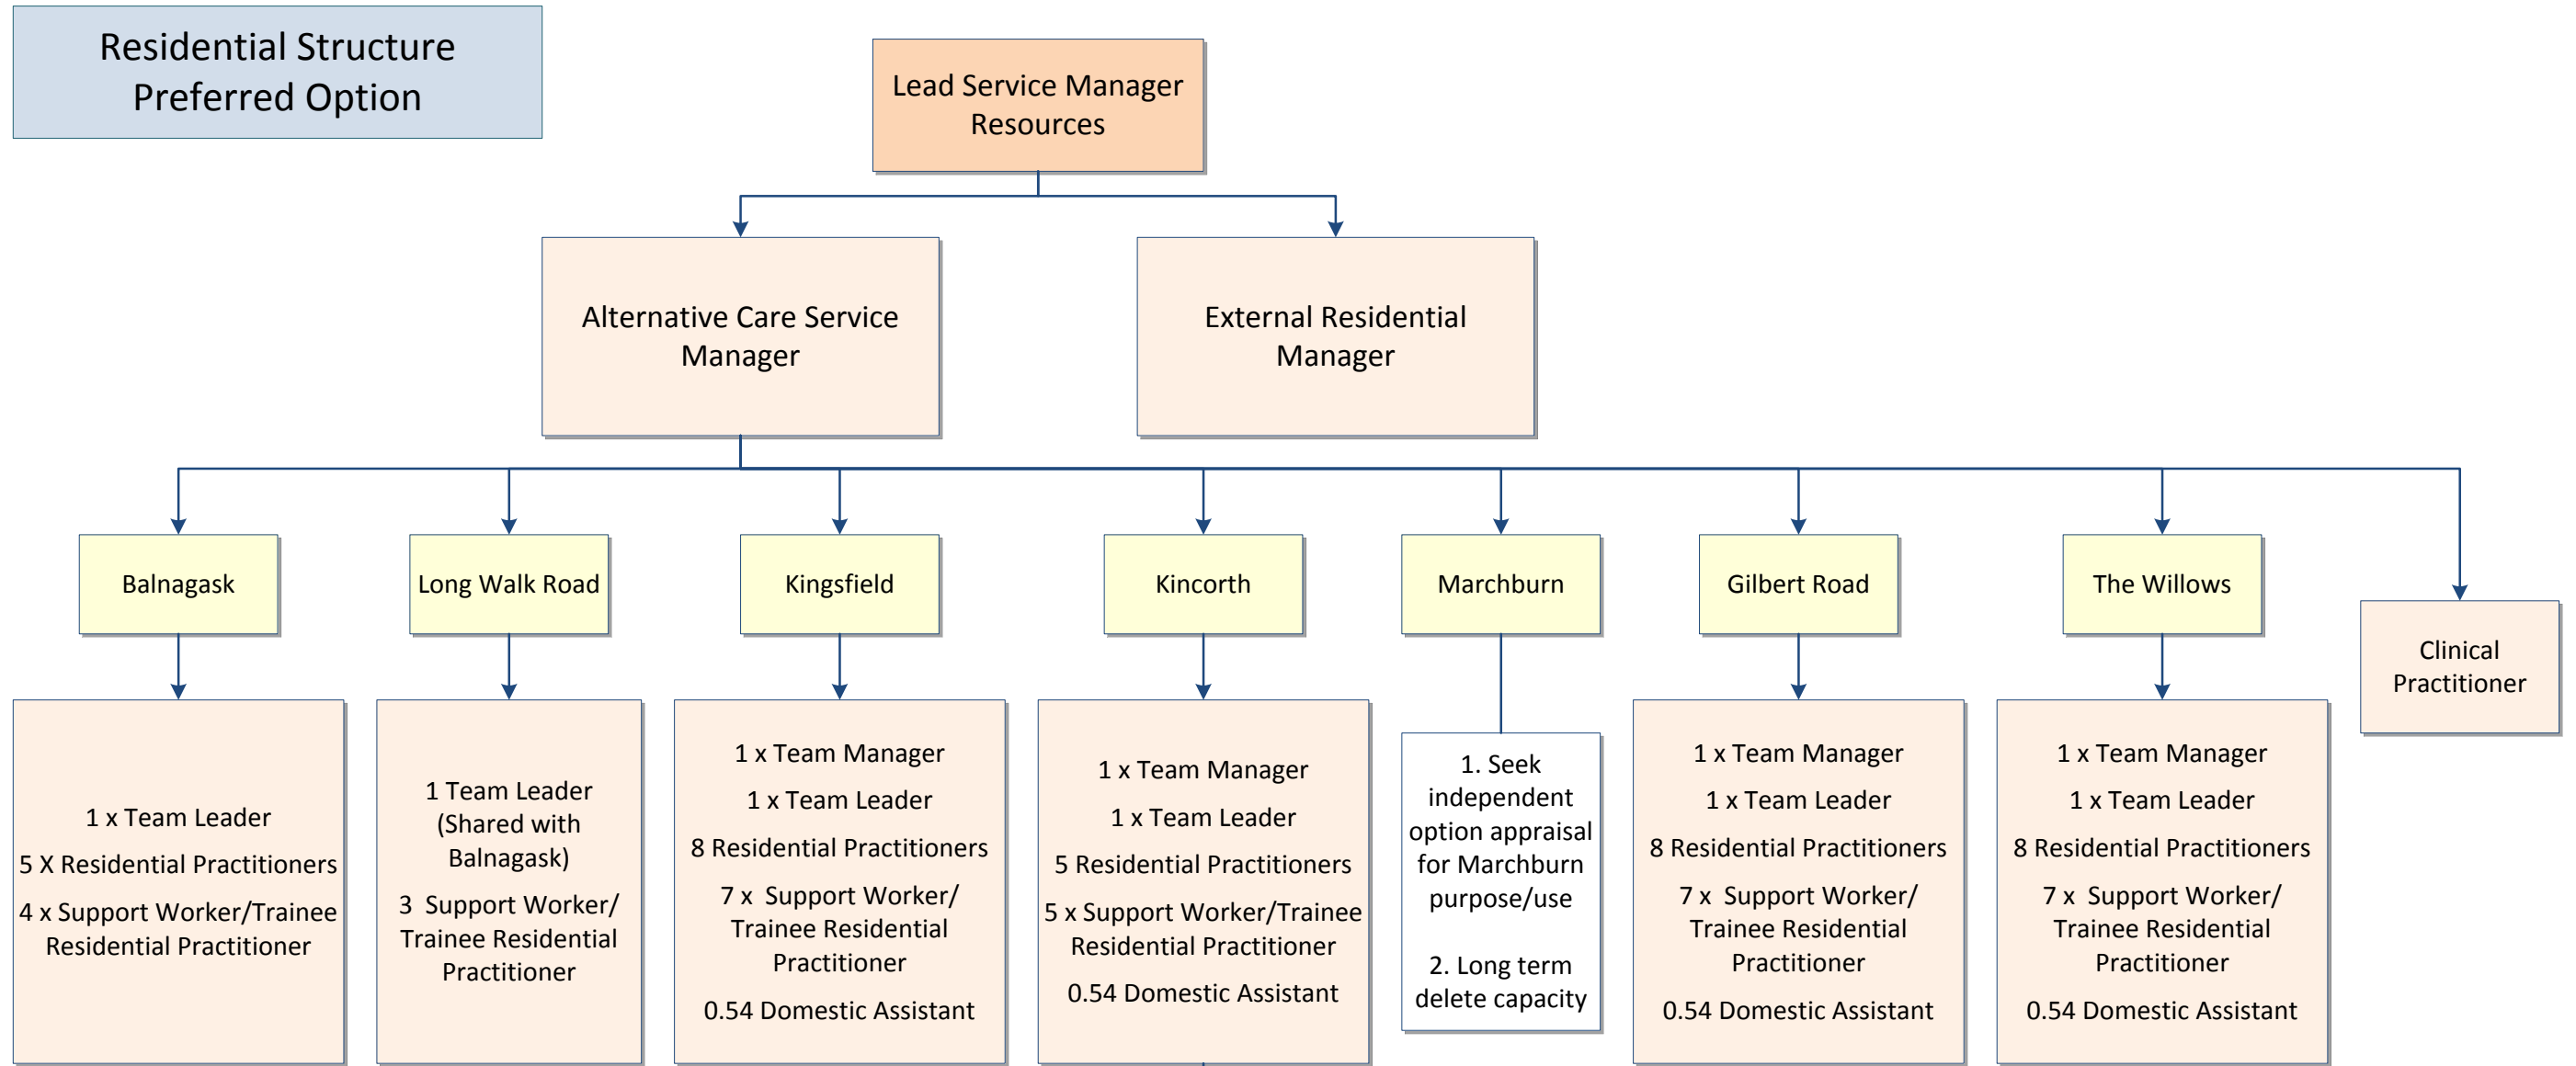 Residential Structure
Preferred Option
Lead Service Manager
Resources
Alternative Care Service
Manager
External Residential
Manager
Balnagask
Long Walk Road
Kingsfield
Kincorth
Marchburn
Gilbert Road
The Willows
Clinical
Practitioner
1 x Team Leader
5 X Residential Practitioners
4 x Support Worker/Trainee
Residential Practitioner
1 Team Leader
(Shared with
Balnagask)
3 Support Worker/
Trainee Residential
Practitioner
1 x Team Manager
1 x Team Leader
8 Residential Practitioners
7 x Support Worker/
Trainee Residential
Practitioner
0.54 Domestic Assistant
1 x Team Manager
1 x Team Leader
5 Residential Practitioners
5 x Support Worker/Trainee
Residential Practitioner
0.54 Domestic Assistant
1. Seek
independent
option appraisal
for Marchburn
purpose/use
2. Long term
delete capacity
1 x Team Manager
1 x Team Leader
8 Residential Practitioners
7 x Support Worker/
Trainee Residential
Practitioner
0.54 Domestic Assistant
1 x Team Manager
1 x Team Leader
8 Residential Practitioners
7 x Support Worker/
Trainee Residential
Practitioner
0.54 Domestic Assistant